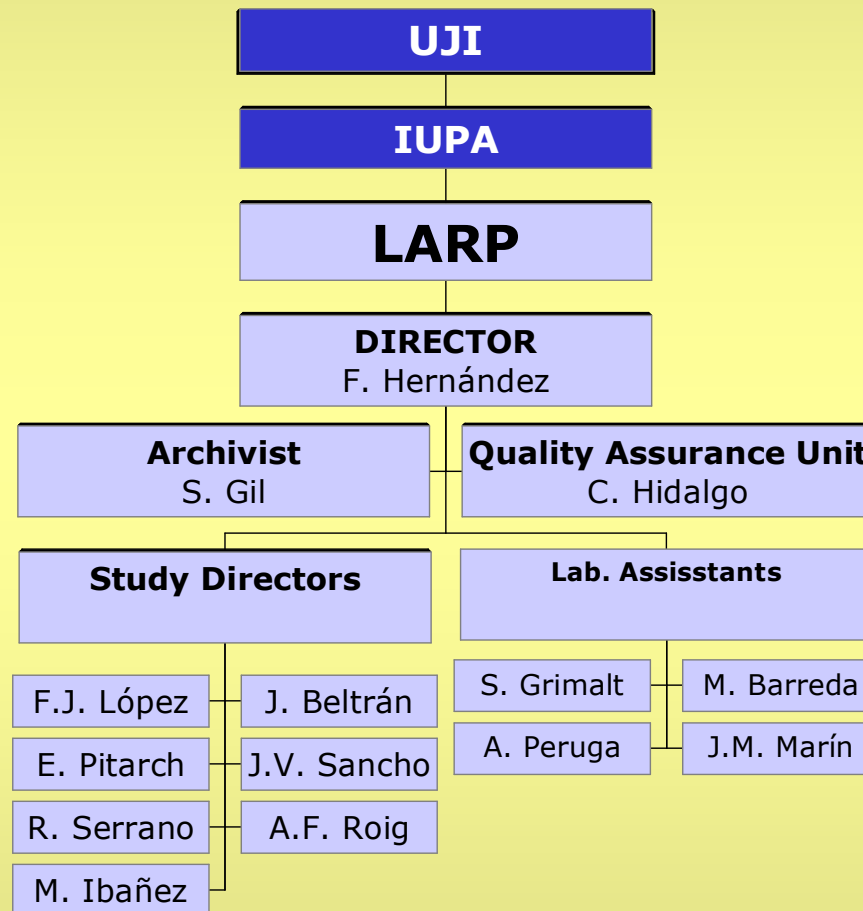 UJI
IUPA
LARP
DIRECTOR
F. Hernández
Archivist
S. Gil
Quality Assurance Unit
C. Hidalgo
Study Directors
Lab. Assisstants
F.J. López
J. Beltrán
E. Pitarch
J.V. Sancho
R. Serrano
A.F. Roig
M. Ibañez
S. Grimalt
M. Barreda
A. Peruga
J.M. Marín